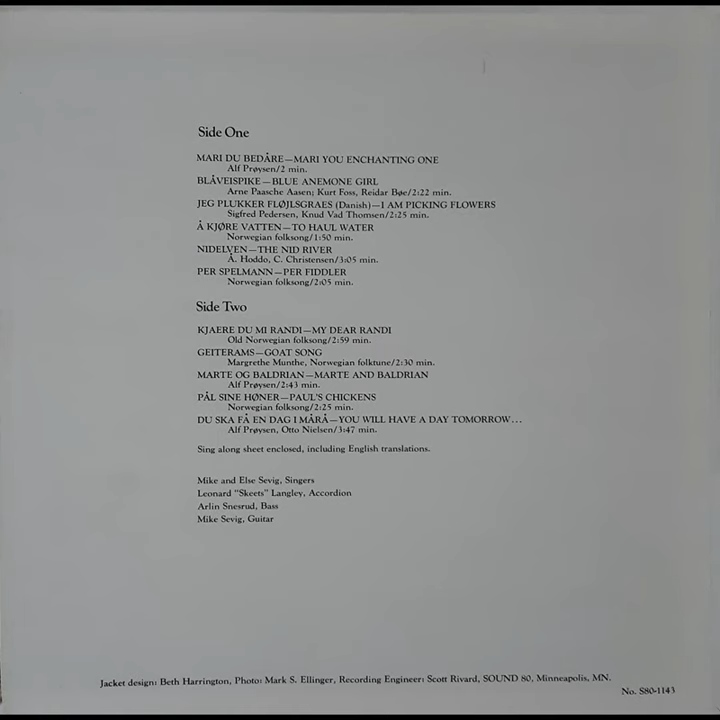 Side One
MARI DU BEDÅRE—MARI YOU ENCHANTING ONE
Alf Prøysen/2 min.
BLÅVEISPIKE—BLUE ANEMONE GIRL
Arne Paasche Aasen; Kurt Foss, Reidar Bøe/2:22 min.
JEG PLUKKER FLØJLSGRAES (Danish)—I AM PICKING FLOWERS
Sigfred Pedersen, Knud Vad Thomsen/2:25 min.
Å KJØRE VATTEN—TO HAUL WATER
Norwegian folksong/1:50 min.
NIDELVEN—THE NID RIVER
Å. Hoddo, C. Christensen/3:05 min.
PER SPELMANN—PER FIDDLER
Norwegian folksong/2:05 min.
Side Two
KJAERE DU MI RANDI—MY DEAR RANDI
Old Norwegian folksong/2:59 min.
GEITERAMS—GOAT SONG
Margrethe Munthe, Norwegian folktune/2:30 min.
MARTE OG BALDRIAN—MARTE AND BALDRIAN
Alf Prøysen/2:43 min.
PÅL SINE HØNER—PAUL'S CHICKENS
Norwegian folksong/2:25 min.
DU SKA FÅ EN DAG I MÅRÅ—YOU WILL HAVE A DAY TOMORROW...
Alf Prøysen, Otto Nielsen/3:47 min.
Sing along sheet enclosed, including English translations.
Mike and Else Sevig, Singers
Leonard "Skeets" Langley, Accordion
Arlin Snesrud, Bass
Mike Sevig, Guitar
Jacket design: Beth Harrington, Photo: Mark S. Ellinger, Recording Engineer: Scott Rivard, SOUND 80, Minneapolis, MN.
No. S80-1143